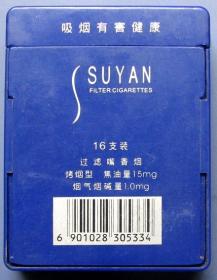 吸烟有害健康
SUYAN
FILTER CIGARETTES
16支装
过滤嘴香烟
烤烟型 焦油量15mg
烟气烟碱量1.0mg
6 901028 305334